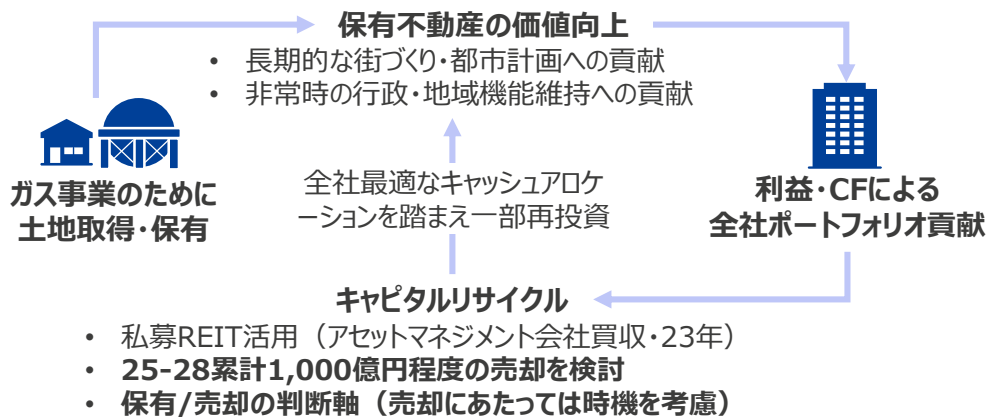 保有不動産の価値向上
• 長期的な街づくり・都市計画への貢献
• 非常時の行政・地域機能維持への貢献
ガス事業のために
土地取得・保有
全社最適なキャッシュアロケ
ーションを踏まえ一部再投資
利益・CFによる
全社ポートフォリオ貢献
キャピタルリサイクル
• 私募REIT活用（アセットマネジメント会社買収・23年）
• 25-28累計1,000億円程度の売却を検討
• 保有/売却の判断軸（売却にあたっては時機を考慮）